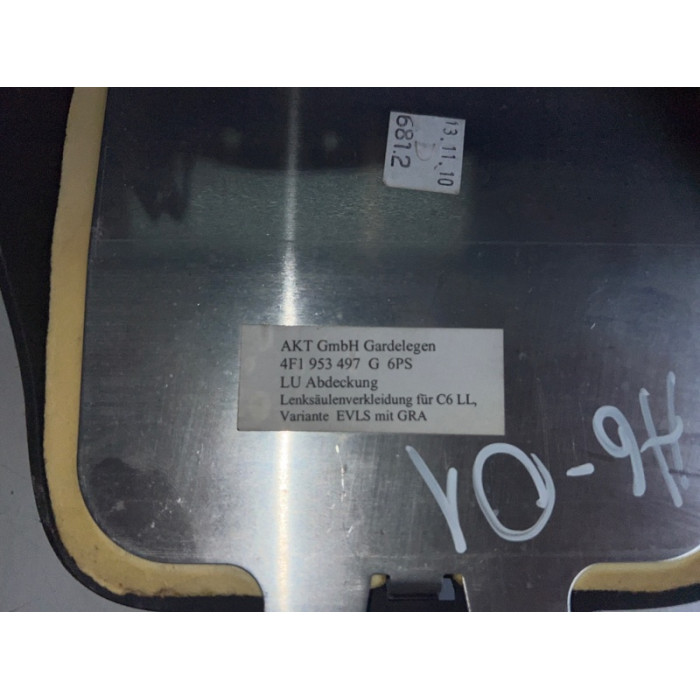 13.11.10
D
681.2
AKT GmbH Gardelegen
4F1 953 497 G 6PS
LU Abdeckung
Lenksäulenverkleidung für C6 LL,
Variante EVLS mit GRA